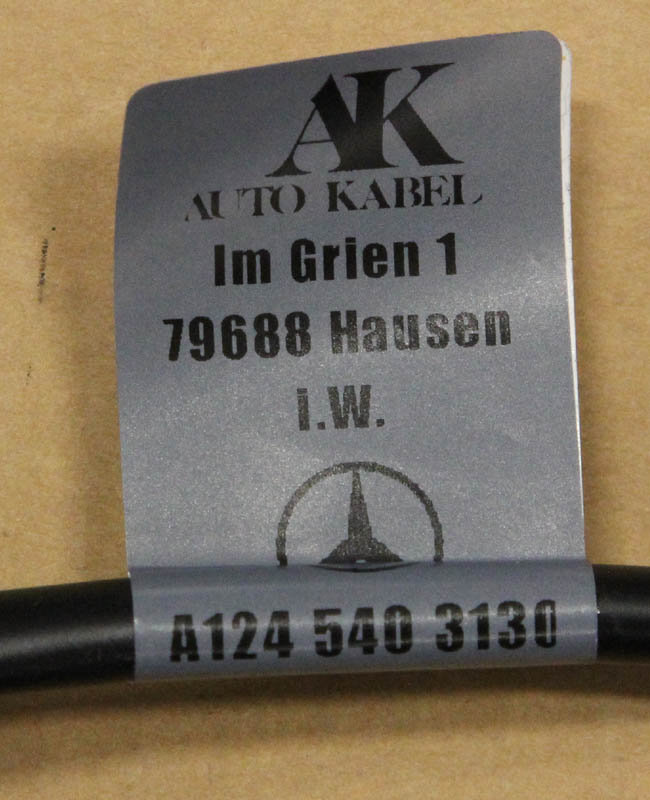 AK
AUTO KABEL
Im Grien 1
79688 Hausen
i.W.
A124 540 3130